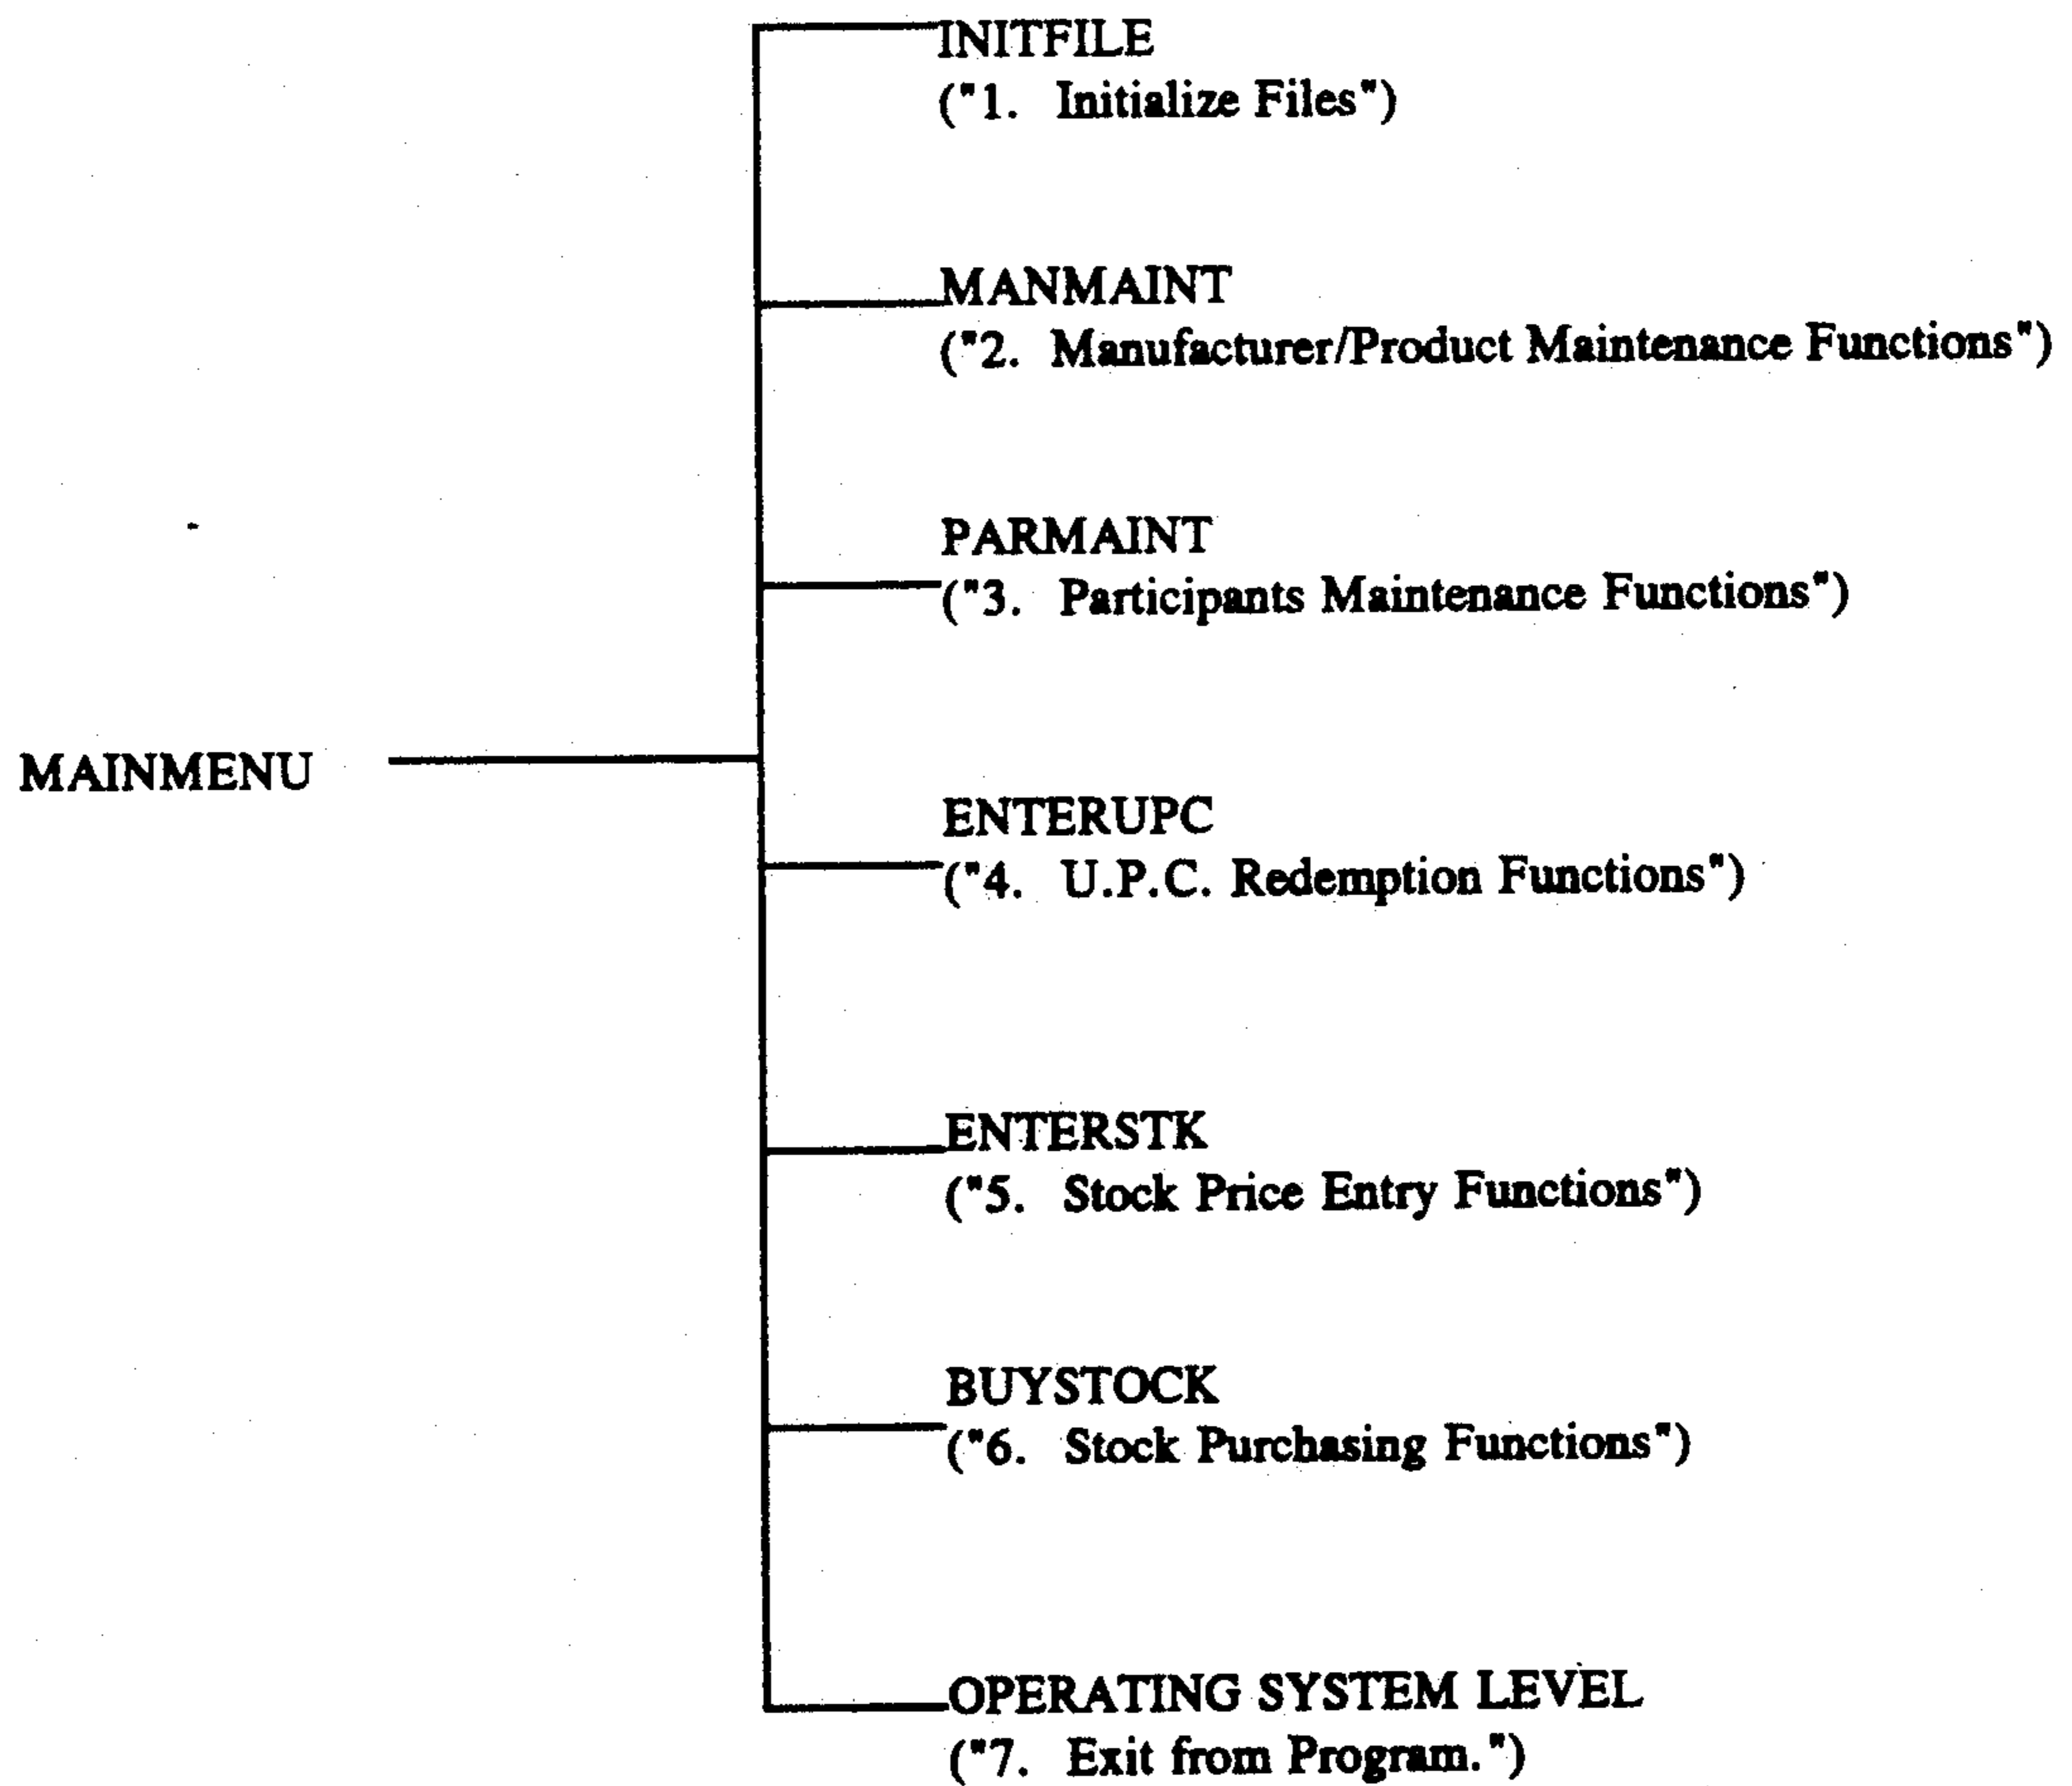 INITFILE
("1. Initialize Files")
MANMAINT
("2. Manufacturer/Product Maintenance Functions")
PARMAINT
("3. Participants Maintenance Functions")
MAINMENU
ENTERUPC
("4. U.P.C. Redemption Functions")
ENTERSTK
("5. Stock Price Entry Functions")
BUYSTOCK
("6. Stock Purchasing Functions")
OPERATING SYSTEM LEVEL
("7. Exit from Program.")